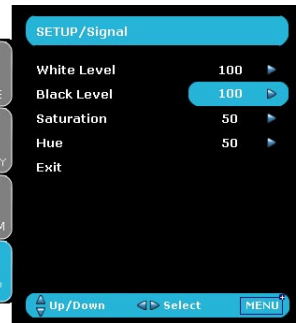 SETUP/Signal
White Level 100
Black Level 100
Saturation 50
Hue 50
Exit
Up/Down Select MENU